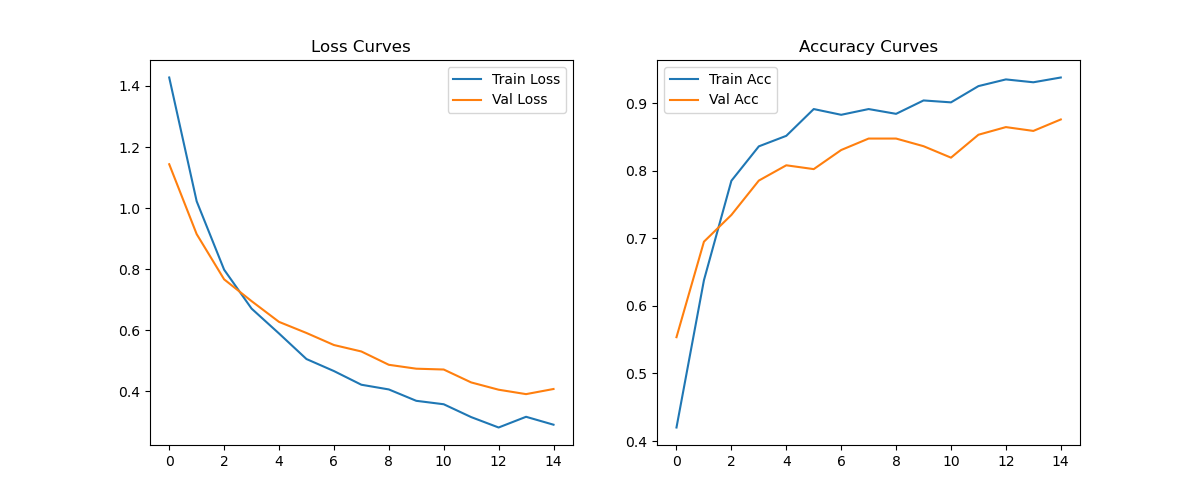 Loss Curves
Train Loss
Val Loss
1.4
1.2
1.0
0.8
0.6
0.4
0 2 4 6 8 10 12 14
Accuracy Curves
Train Acc
Val Acc
0.9
0.8
0.7
0.6
0.5
0.4
0 2 4 6 8 10 12 14